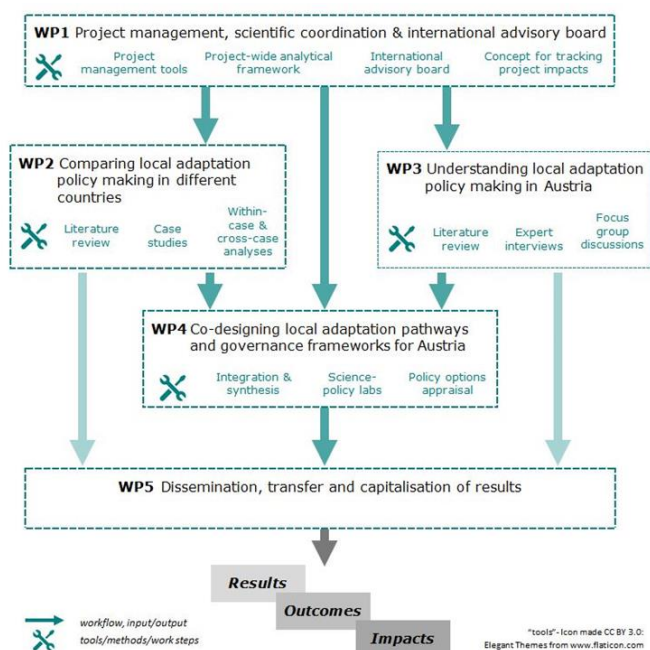 WP1 Project management, scientific coordination & international advisory board
Project management tools
Project-wide analytical framework
International advisory board
Concept for tracking project impacts
WP2 Comparing local adaptation
policy making in different
countries
Literature
review
Case
studies
Within-
case &
cross-case
analyses
WP3 Understanding local adaptation
policy making in Austria
Literature
review
Expert
interviews
Focus
group
discussions
WP4 Co-designing local adaptation pathways
and governance frameworks for Austria
Integration &
synthesis
Science-
policy labs
Policy options
appraisal
WP5 Dissemination, transfer and capitalisation of results
Results
Outcomes
Impacts
workflow, input/output
tools/methods/work steps
"tools"- Icon made CC BY 3.0:
Elegant Themes from www.flaticon.com